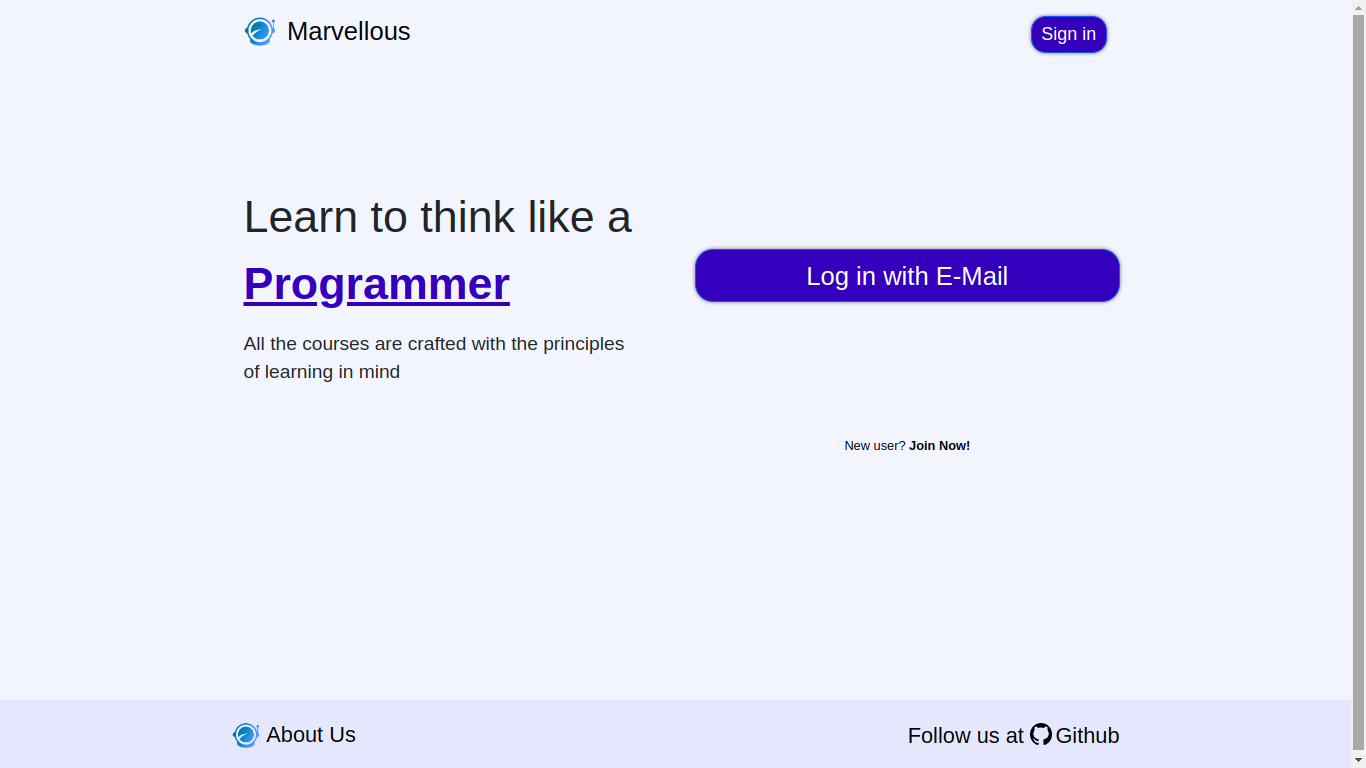 Marvellous
Sign in
Learn to think like a
Programmer
All the courses are crafted with the principles
of learning in mind
Log in with E-Mail
New user? Join Now!
About Us
Follow us at Github